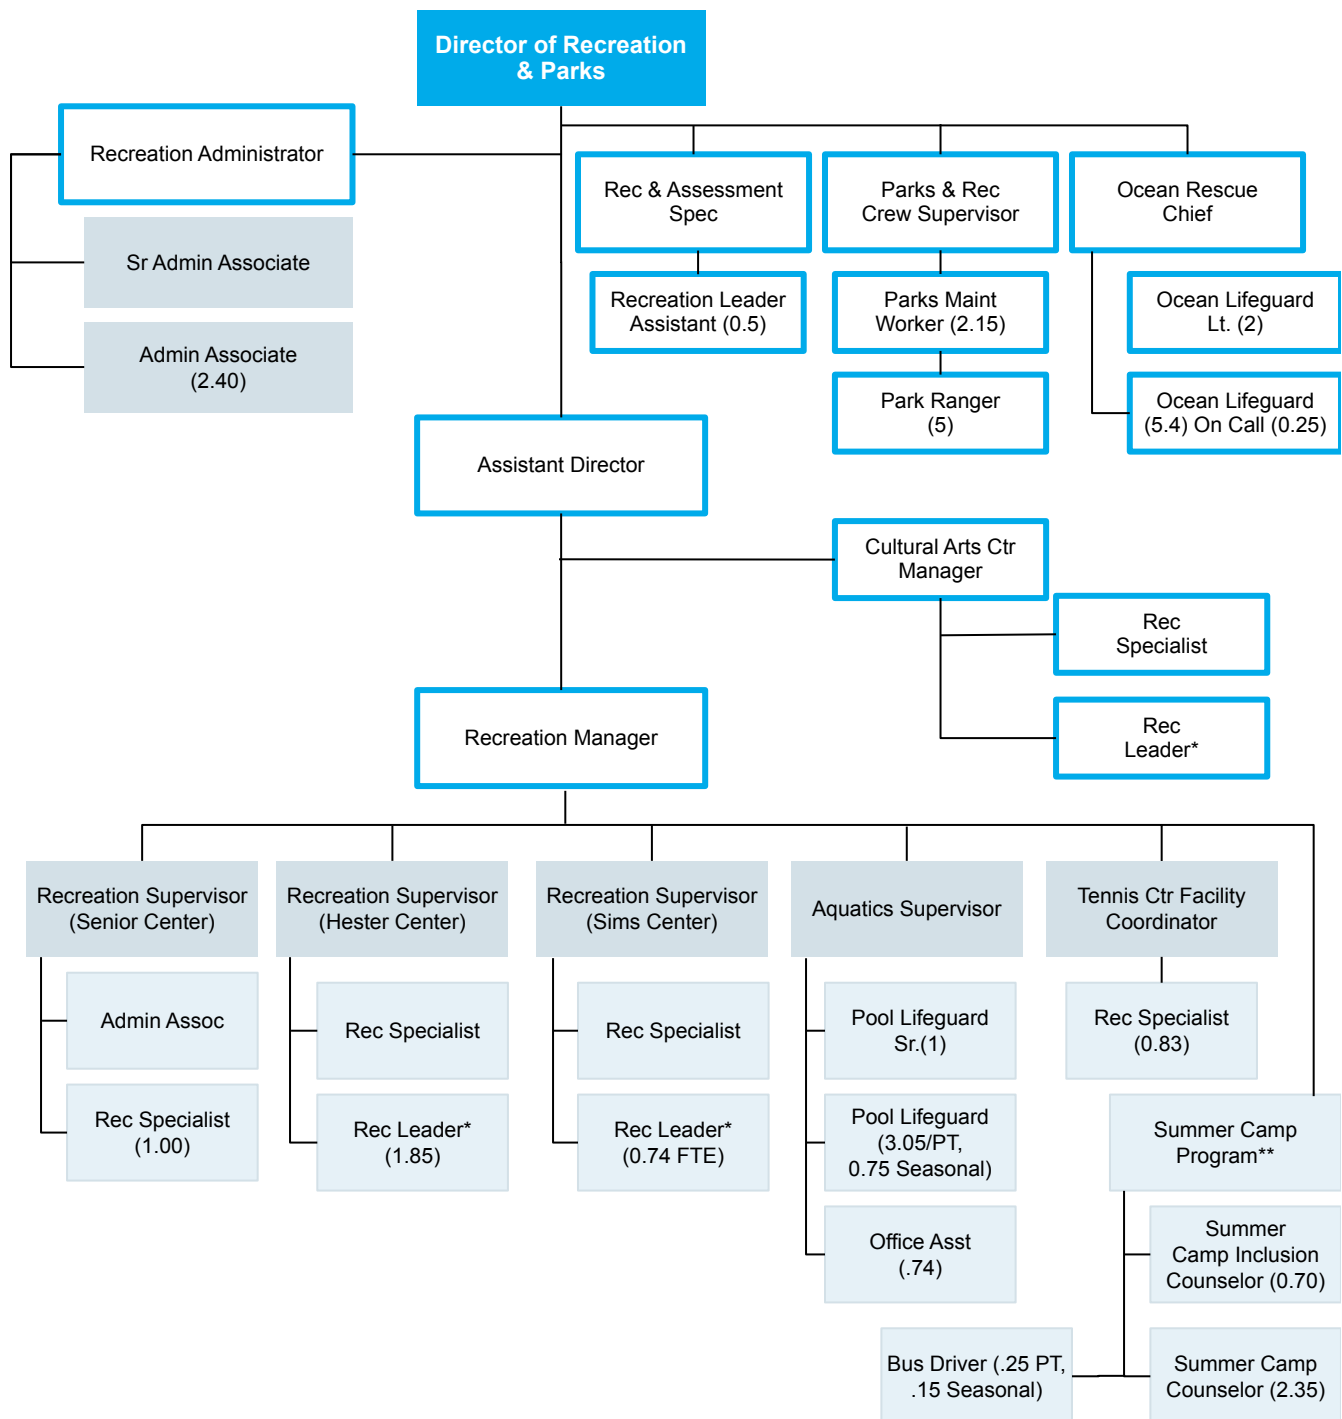 Director of Recreation
& Parks
Recreation Administrator
Sr Admin Associate
Admin Associate
(2.40)
Rec & Assessment
Spec
Recreation Leader
Assistant (0.5)
Parks & Rec
Crew Supervisor
Parks Maint
Worker (2.15)
Park Ranger
(5)
Ocean Rescue
Chief
Ocean Lifeguard
Lt. (2)
Ocean Lifeguard
(5.4) On Call (0.25)
Assistant Director
Cultural Arts Ctr
Manager
Rec
Specialist
Rec
Leader*
Recreation Manager
Recreation Supervisor
(Senior Center)
Admin Assoc
Rec Specialist
(1.00)
Recreation Supervisor
(Hester Center)
Rec Specialist
Rec Leader*
(1.85)
Recreation Supervisor
(Sims Center)
Rec Specialist
Rec Leader*
(0.74 FTE)
Aquatics Supervisor
Pool Lifeguard
Sr.(1)
Pool Lifeguard
(3.05/PT,
0.75 Seasonal)
Office Asst
(.74)
Tennis Ctr Facility
Coordinator
Rec Specialist
(0.83)
Summer Camp
Program**
Summer
Camp Inclusion
Counselor (0.70)
Bus Driver (.25 PT,
.15 Seasonal)
Summer Camp
Counselor (2.35)